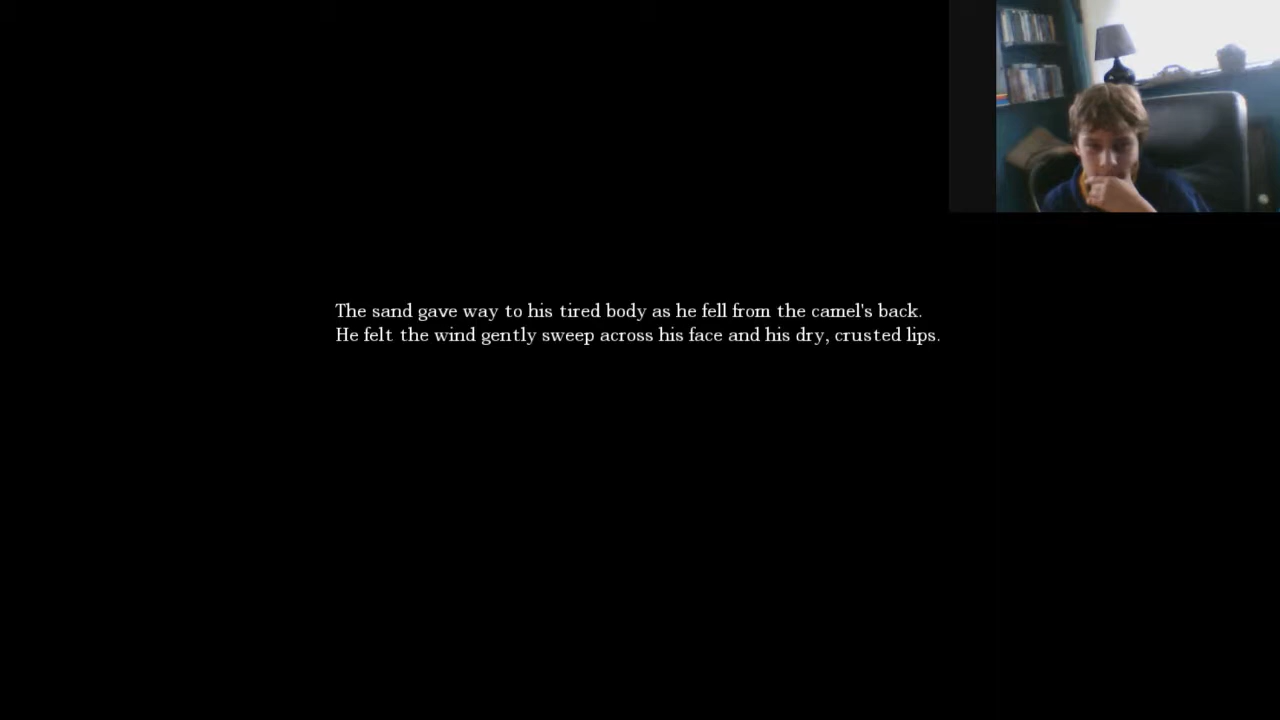 The sand gave way to his tired body as he fell from the camel's back.
He felt the wind gently sweep across his face and his dry, crusted lips.